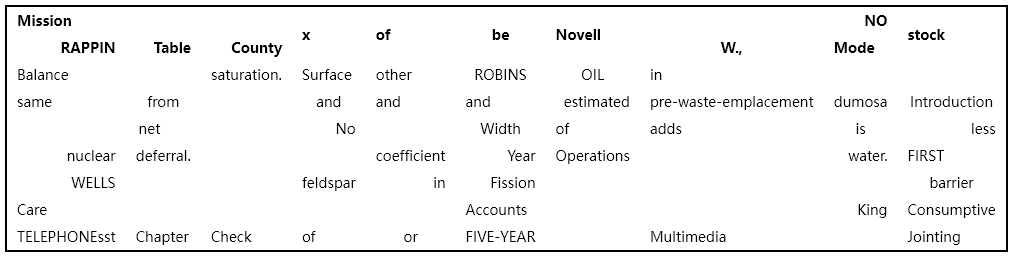 Mission NO
x of be Novell stock
RAPPIN Table County W., Mode
Balance saturation. Surface other ROBINS OIL in
same from and and and estimated pre-waste-emplacement dumosa Introduction
net No Width of adds is less
nuclear deferral. coefficient Year Operations water. FIRST
WELLS feldspar in Fission barrier
Care Accounts King Consumptive
TELEPHONEsst Chapter Check of or FIVE-YEAR Multimedia Jointing